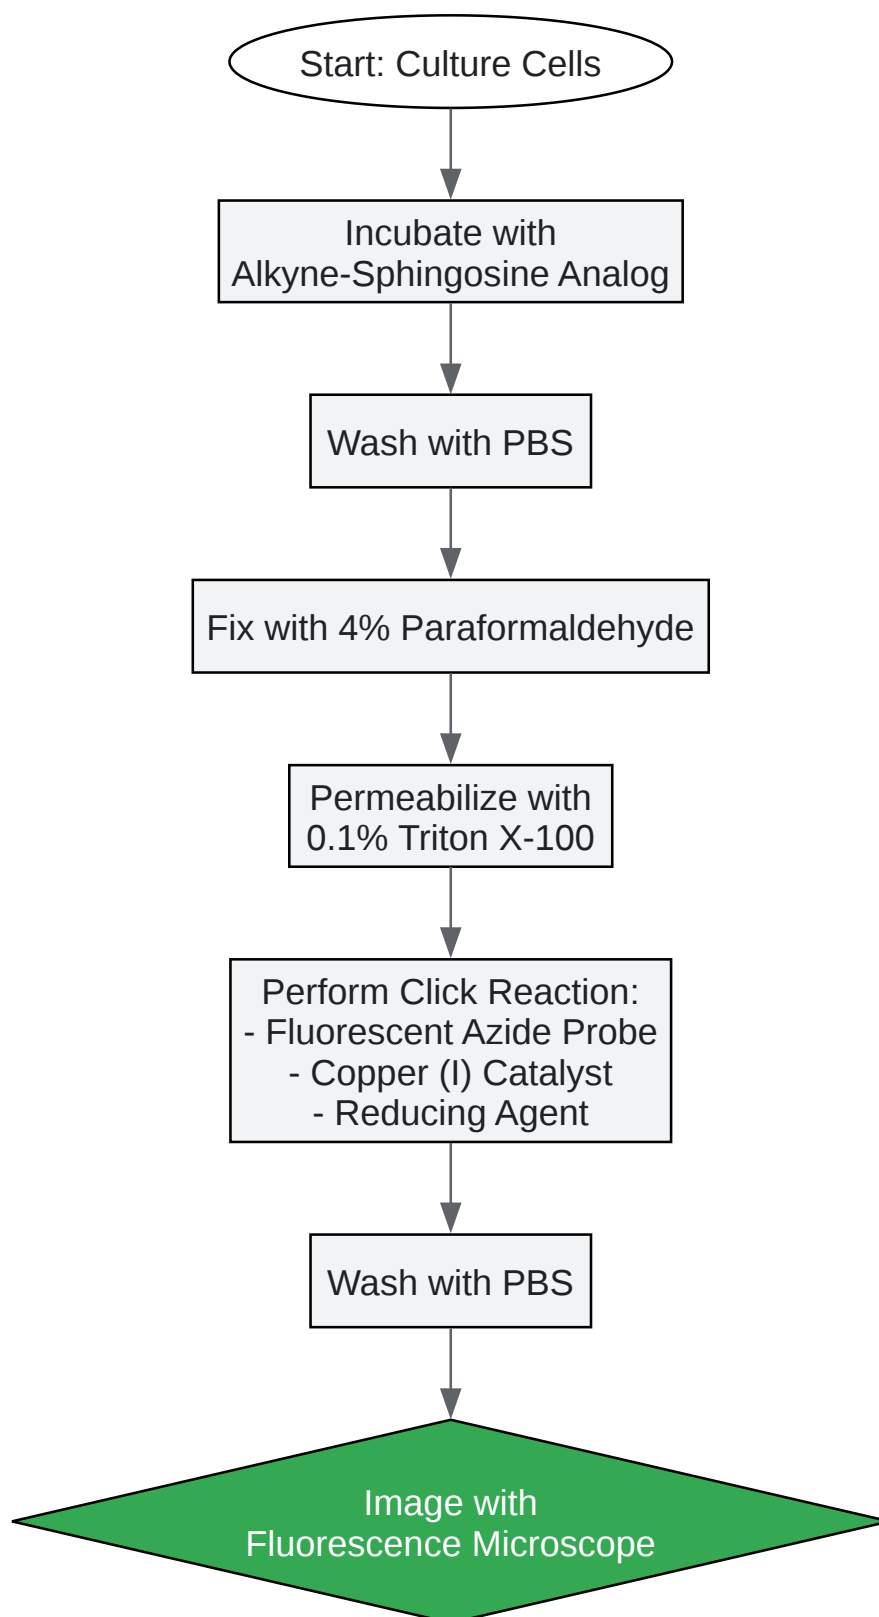 Start: Culture Cells
Incubate with
Alkyne-Sphingosine Analog
Wash with PBS
Fix with 4% Paraformaldehyde
Permeabilize with
0.1% Triton X-100
Perform Click Reaction:
- Fluorescent Azide Probe
- Copper (I) Catalyst
- Reducing Agent
Wash with PBS
Image with
Fluorescence Microscope